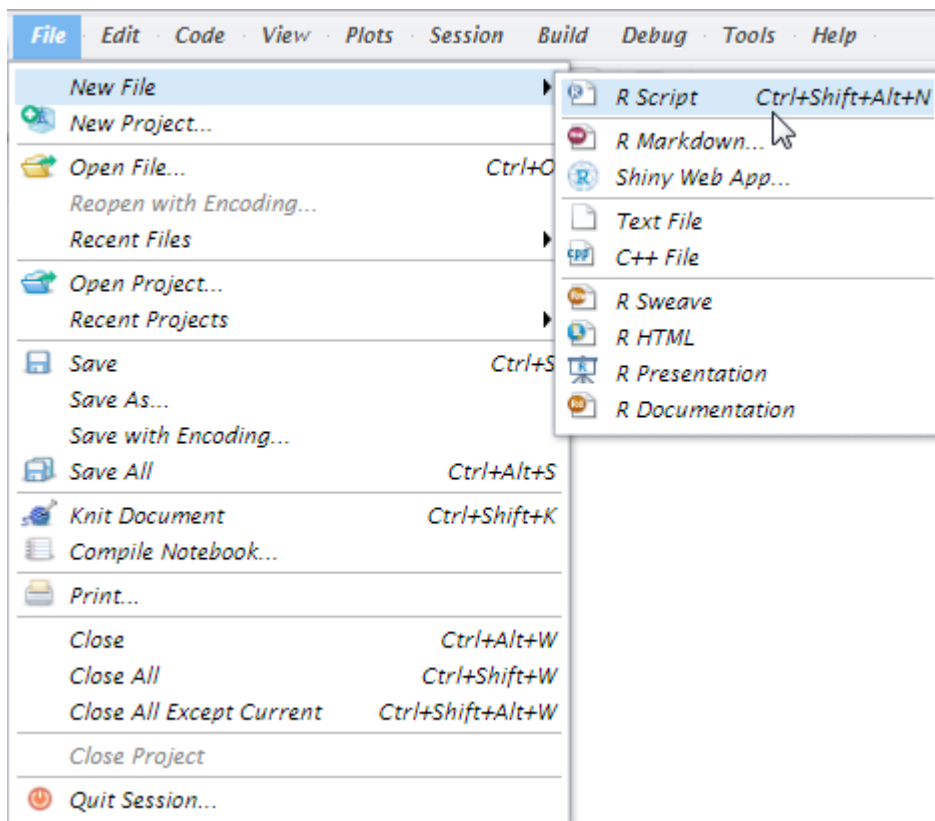 File Edit Code View Plots Session Build Debug Tools Help
New File
New Project...
Open File... Ctrl+O
Reopen with Encoding...
Recent Files
Open Project...
Recent Projects
Save Ctrl+S
Save As...
Save with Encoding...
Save All Ctrl+Alt+S
Knit Document Ctrl+Shift+K
Compile Notebook...
Print...
Close Ctrl+Alt+W
Close All Ctrl+Shift+W
Close All Except Current Ctrl+Shift+Alt+W
Close Project
Quit Session...
R Script Ctrl+Shift+Alt+N
R Markdown...
R Shiny Web App...
Text File
CPP C++ File
R Sweave
R HTML
R R Presentation
R Documentation